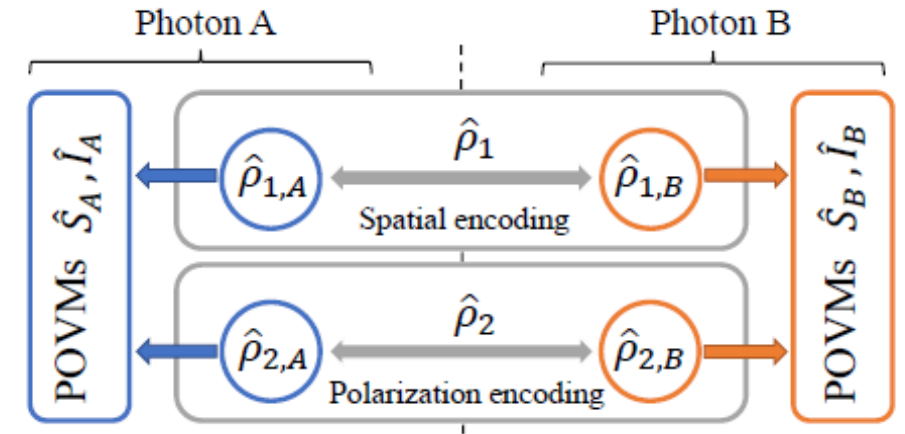 Photon A
Photon B
POVMs Ŝ_A, Î_A
ρ̂_{1,A}
ρ̂_1
Spatial encoding
ρ̂_{1,B}
ρ̂_{2,A}
ρ̂_2
Polarization encoding
ρ̂_{2,B}
POVMs Ŝ_B, Î_B